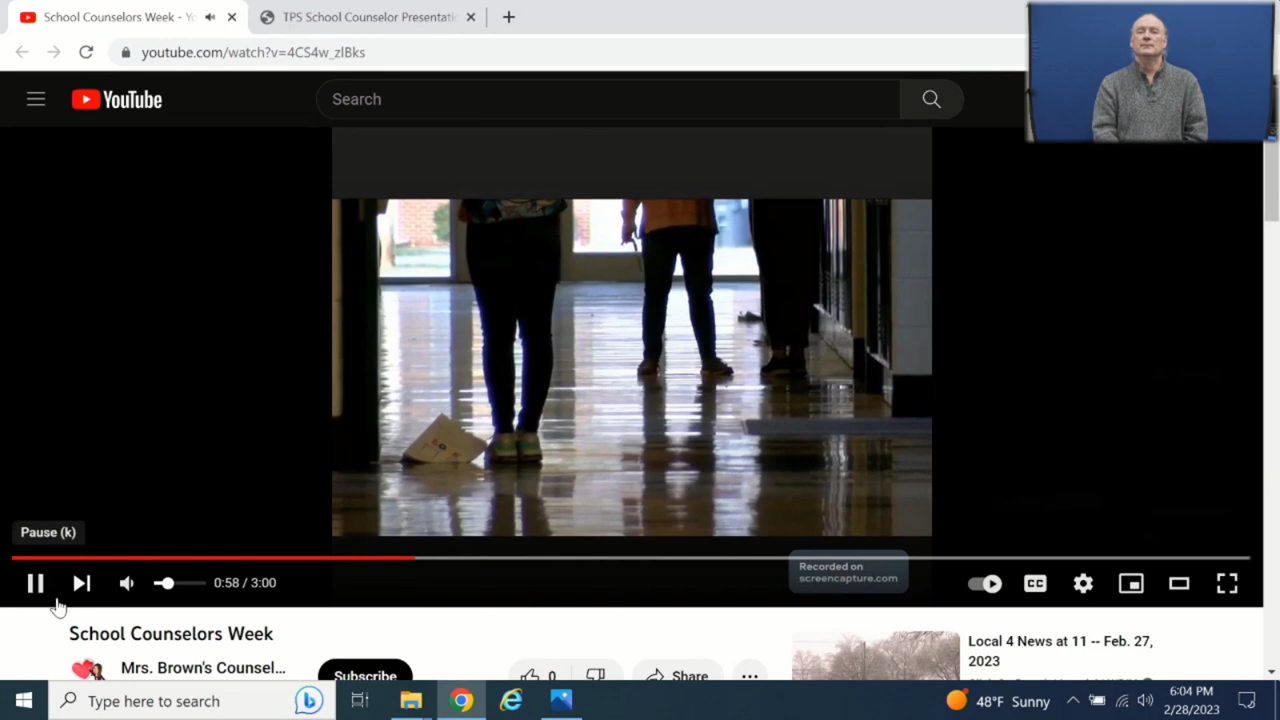 School Counselors Week - Yo
TPS School Counselor Presentati
youtube.com/watch?v=4CS4w_zlBks
YouTube
Search
Pause (k)
0:58 / 3:00
Recorded on
screencapture.com
CC
School Counselors Week
Mrs. Brown's Counsel...
Subscribe
0
Share
Local 4 News at 11 -- Feb. 27,
2023
Type here to search
48°F Sunny
6:04 PM
2/28/2023